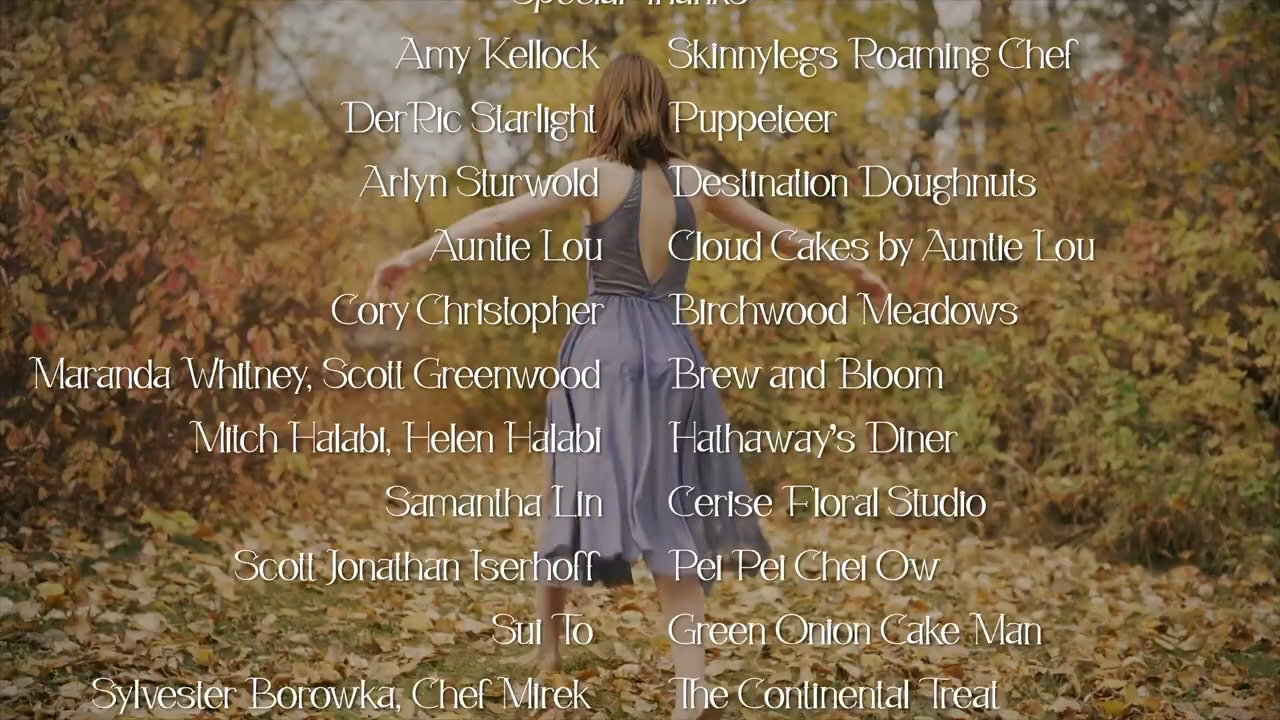 Special Thanks
Amy Kellock Skinnylegs Roaming Chef
DerRic Starlight Puppeteer
Arlyn Sturwold Destination Doughnuts
Auntie Lou Cloud Cakes by Auntie Lou
Cory Christopher Birchwood Meadows
Maranda Whitney, Scott Greenwood Brew and Bloom
Mitch Halabi, Helen Halabi Hathaway's Diner
Samantha Lin Cerise Floral Studio
Scott Jonathan Iserhoff Pei Pei Chei Ow
Sui To Green Onion Cake Man
Sylvester Borowka, Chef Mirek The Continental Treat